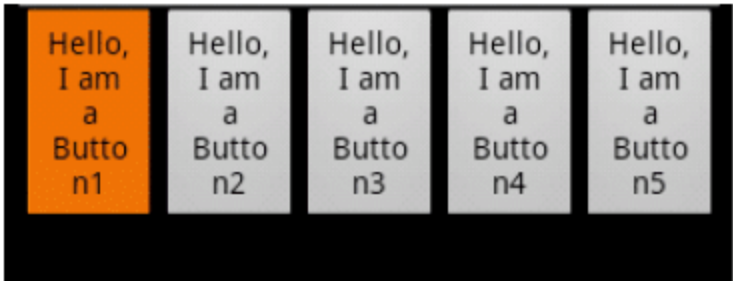 Hello,
I am
a
Butto
n1
Hello,
I am
a
Butto
n2
Hello,
I am
a
Butto
n3
Hello,
I am
a
Butto
n4
Hello,
I am
a
Butto
n5